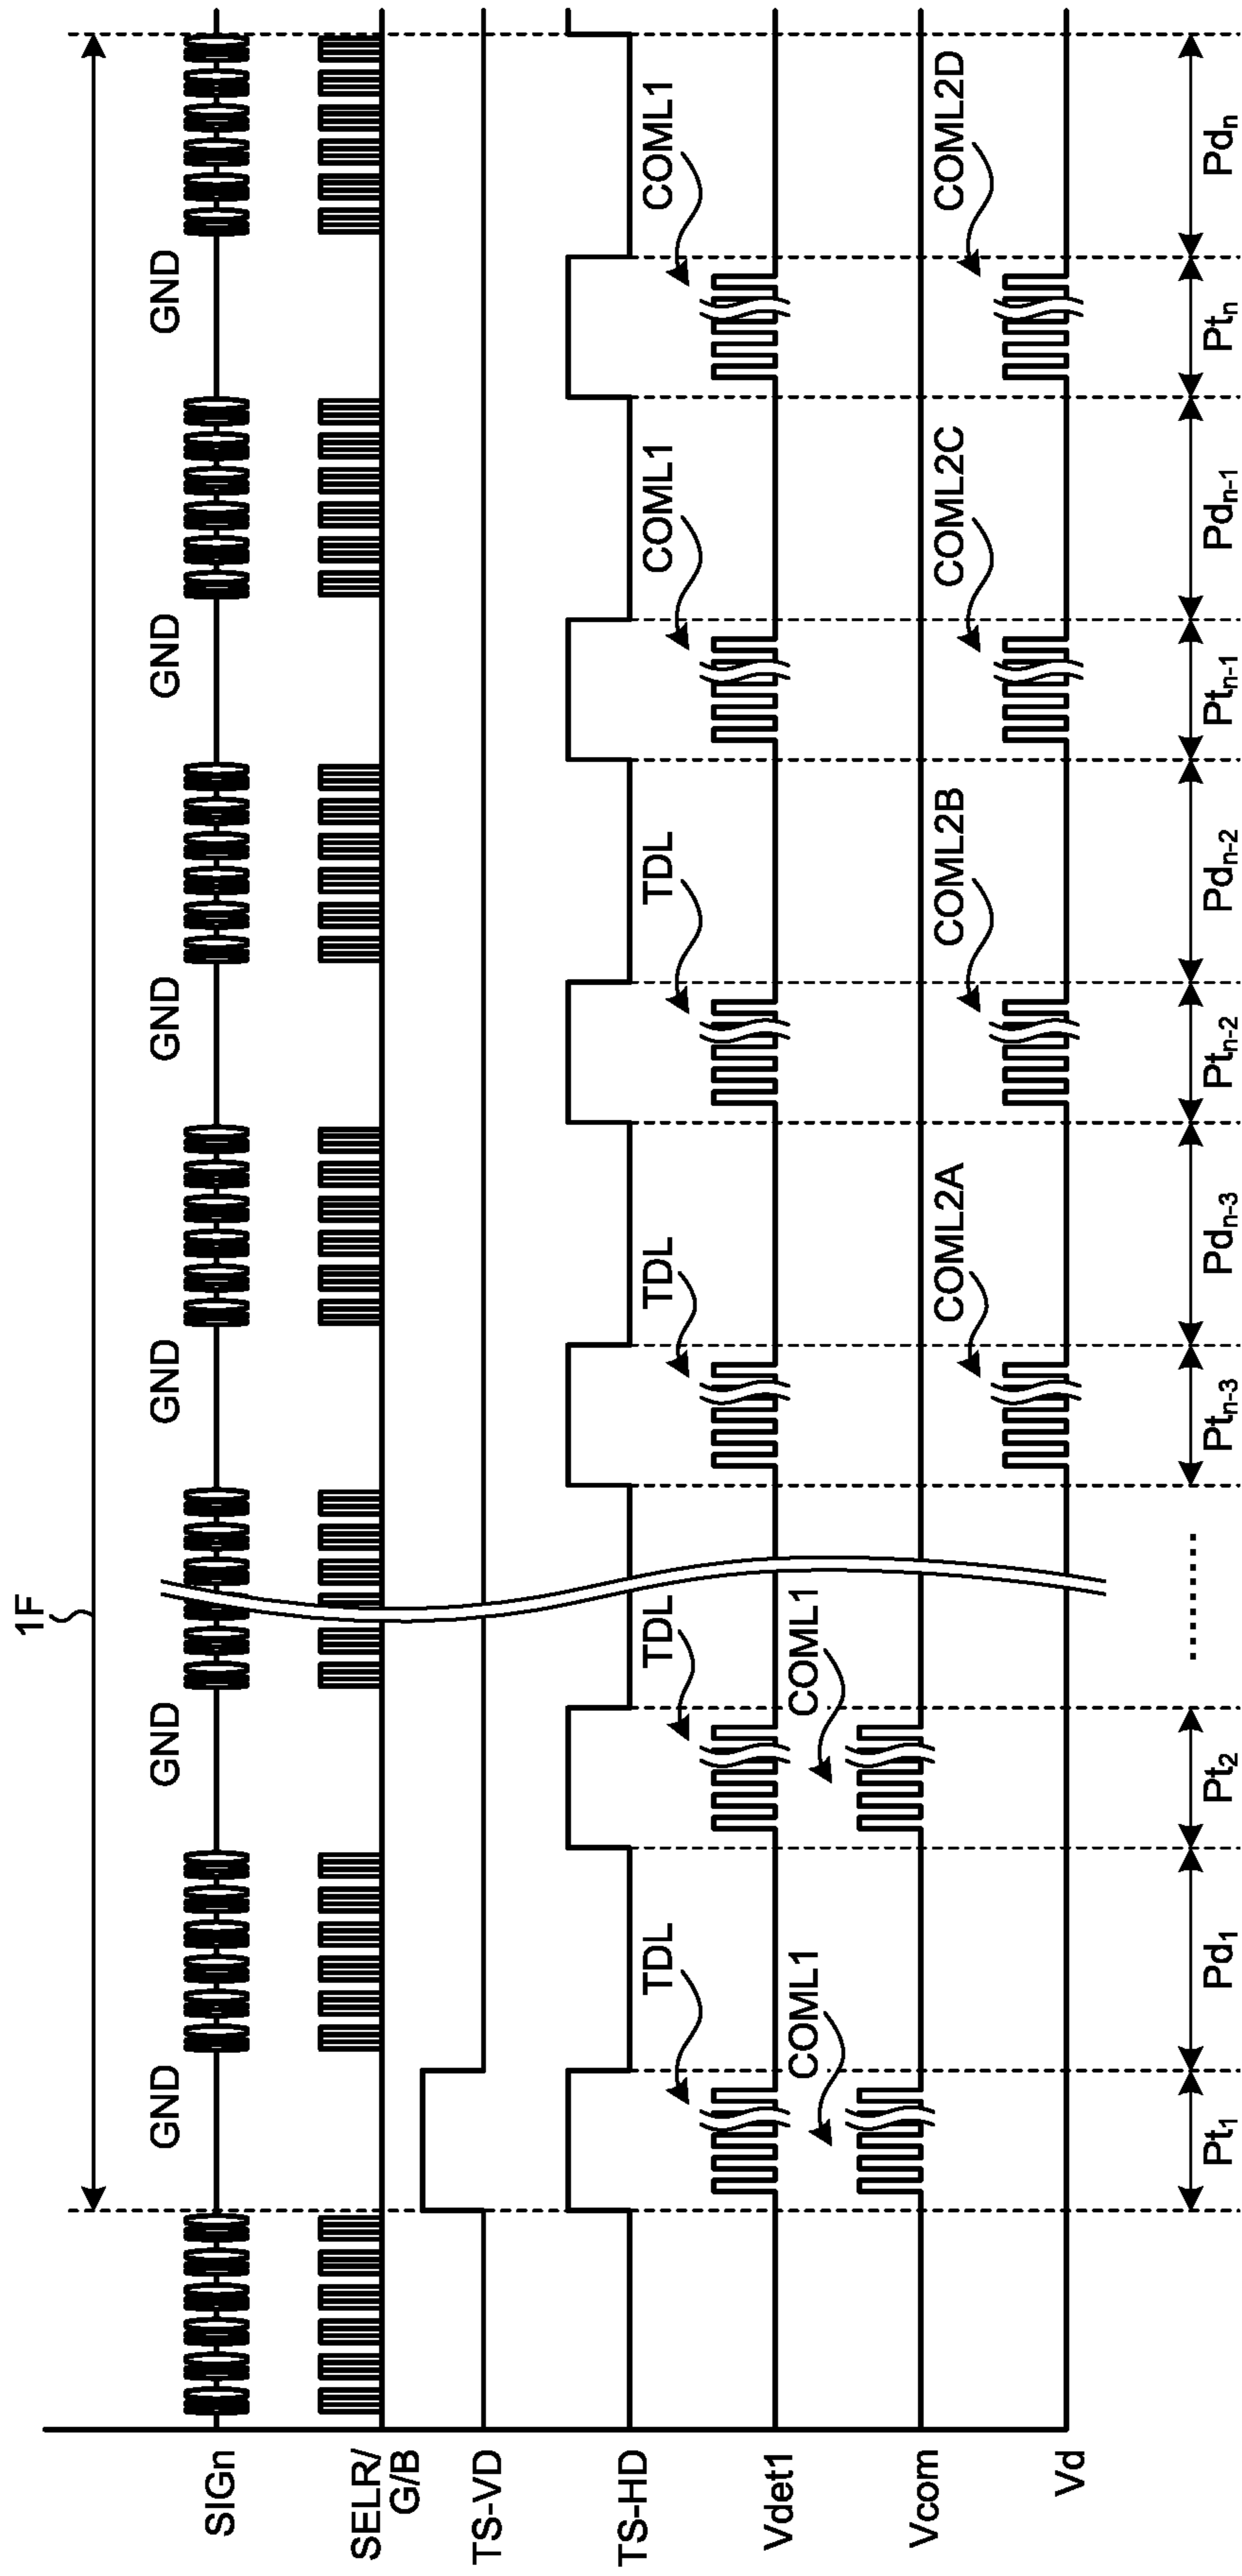 1F
SIGn
GND
GND
GND
GND
GND
GND
SELR/
G/B
TS-VD
TS-HD
Vdet1
TDL
TDL
TDL
TDL
COML1
COML1
Vcom
COML1
COML1
Vd
COML2A
COML2B
COML2C
COML2D
Pt1
Pd1
Pt2
........
Ptn-3
Pdn-3
Ptn-2
Pdn-2
Ptn-1
Pdn-1
Ptn
Pdn